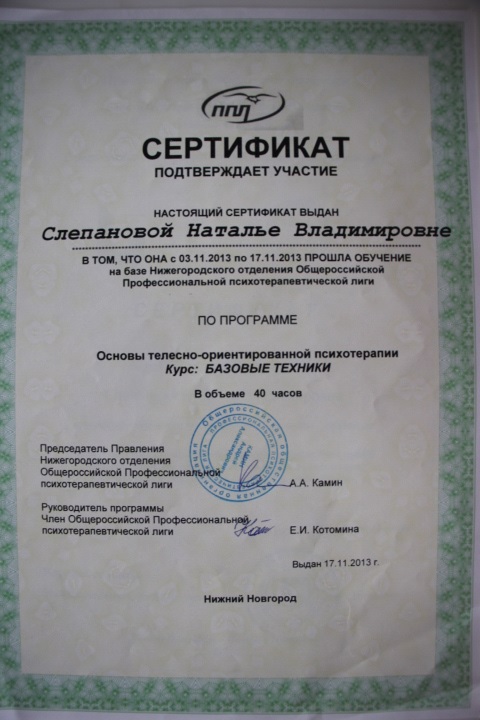 ППЛ
СЕРТИФИКАТ
ПОДТВЕРЖДАЕТ УЧАСТИЕ
НАСТОЯЩИЙ СЕРТИФИКАТ ВЫДАН
Слепановой Наталье Владимировне
В ТОМ, ЧТО ОНА с 03.11.2013 по 17.11.2013 ПРОШЛА ОБУЧЕНИЕ
на базе Нижегородского отделения Общероссийской
Профессиональной психотерапевтической лиги
ПО ПРОГРАММЕ
Основы телесно-ориентированной психотерапии
Курс: БАЗОВЫЕ ТЕХНИКИ
В объеме 40 часов
Председатель Правления
Нижегородского отделения
Общероссийской Профессиональной
психотерапевтической лиги А.А. Камин
Руководитель программы
Член Общероссийской Профессиональной
психотерапевтической лиги Е.И. Котомина
Выдан 17.11.2013 г.
Нижний Новгород